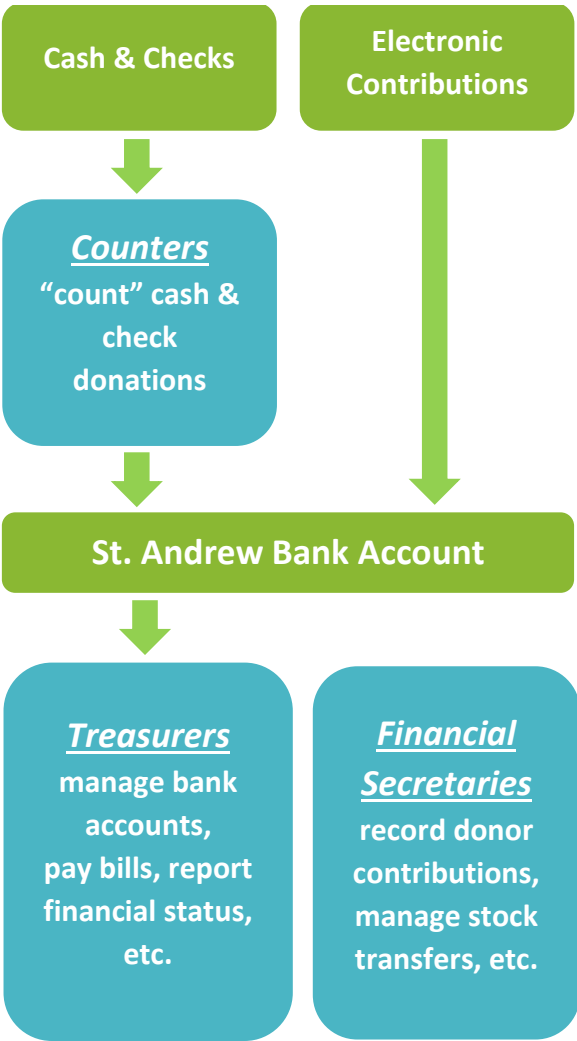 Cash & Checks
Electronic
Contributions
Counters
“count” cash &
check
donations
St. Andrew Bank Account
Treasurers
manage bank
accounts,
pay bills, report
financial status,
etc.
Financial
Secretaries
record donor
contributions,
manage stock
transfers, etc.